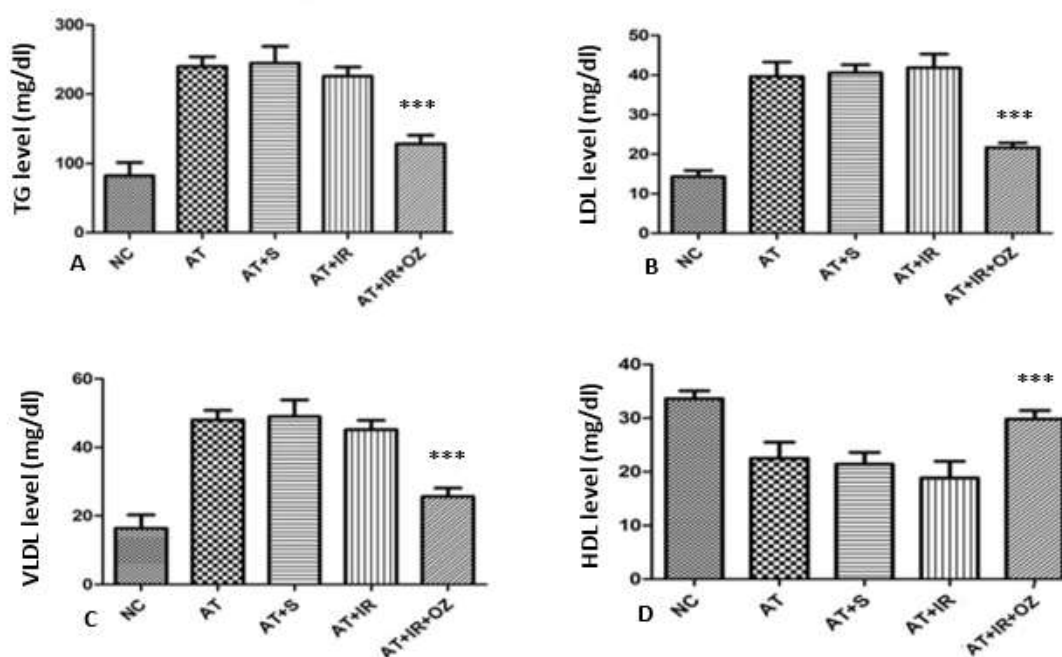 TG level (mg/dl)
300
200
100
0
***
A
NC
AT
AT+S
AT+IR
AT+IR+OZ
LDL level (mg/dl)
50
40
30
20
10
0
***
B
NC
AT
AT+S
AT+IR
AT+IR+OZ
VLDL level (mg/dl)
60
40
20
0
***
C
NC
AT
AT+S
AT+IR
AT+IR+OZ
HDL level (mg/dl)
40
30
20
10
0
***
D
NC
AT
AT+S
AT+IR
AT+IR+OZ